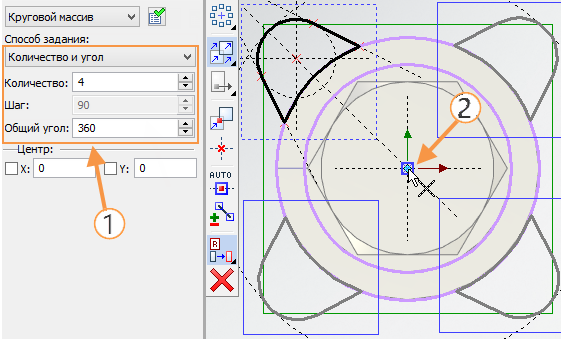 Круговой массив
Способ задания:
Количество и угол
Количество: 4
Шаг: 90
Общий угол: 360
Центр:
X: 0 Y: 0
1
AUTO
R
2